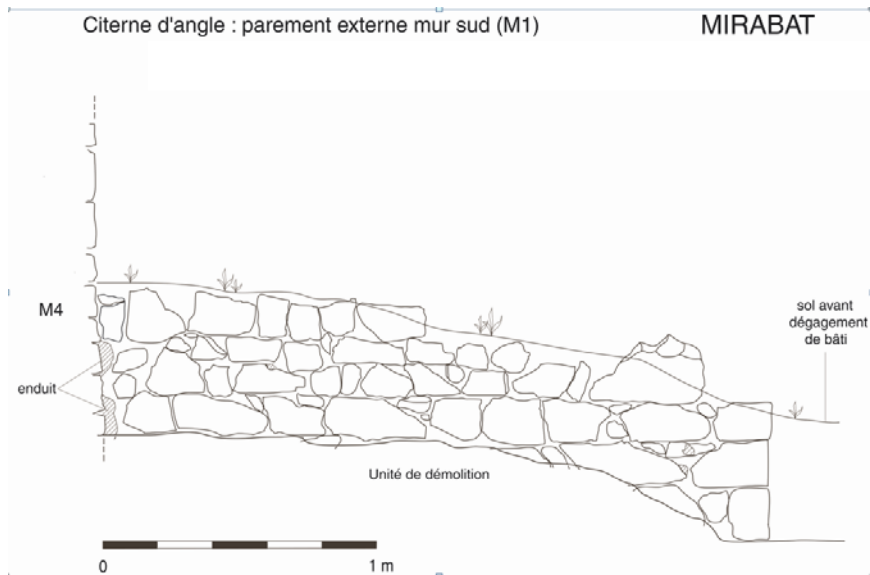 Citerne d'angle : parement externe mur sud (M1)
MIRABAT
M4
sol avant
dégagement
de bâti
enduit
Unité de démolition
0
1 m